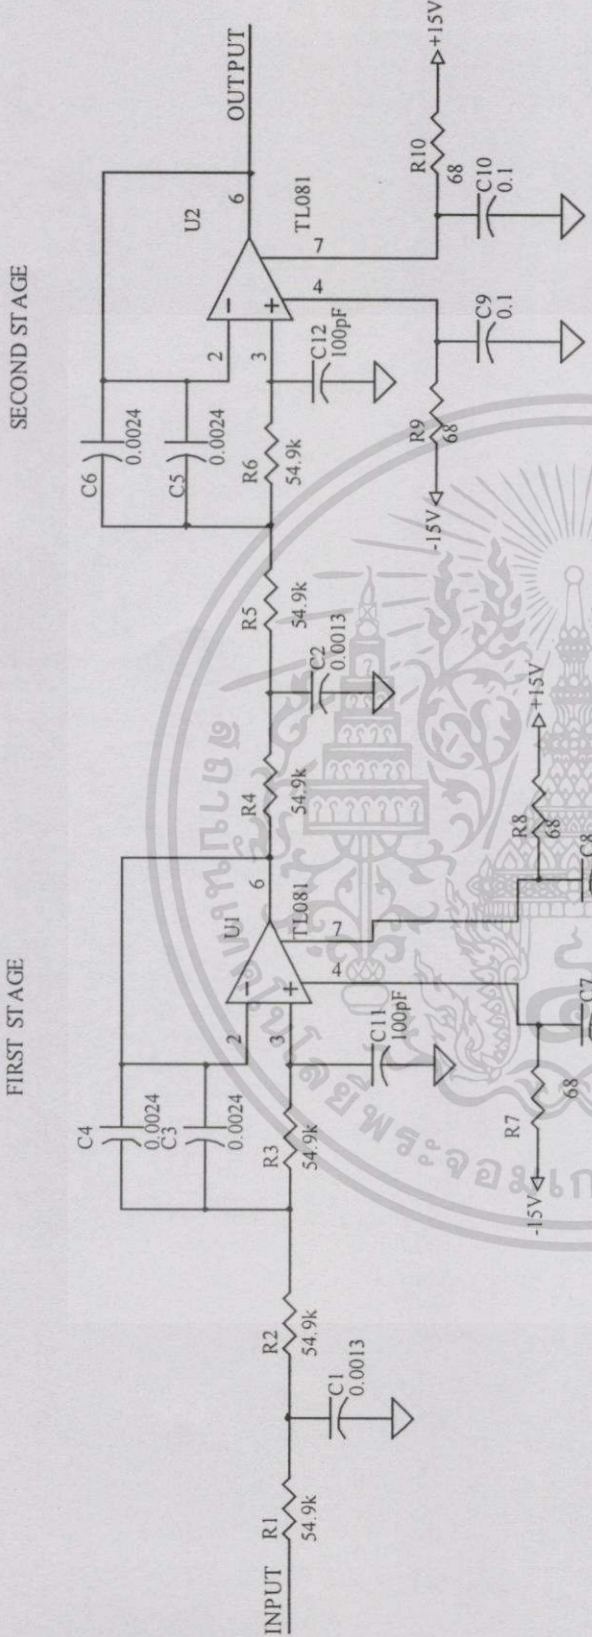 FIRST STAGE
SECOND STAGE
INPUT
R1
54.9k
C1
0.0013
R2
54.9k
C4
0.0024
C3
0.0024
R3
54.9k
C11
100pF
2
3
U1
TL081
6
4
7
R7
68
-15V
C7
R8
68
+15V
C8
R4
54.9k
C2
0.0013
R5
54.9k
C6
0.0024
C5
0.0024
R6
54.9k
C12
100pF
2
3
U2
TL081
6
OUTPUT
4
7
R9
68
-15V
C9
0.1
R10
68
+15V
C10
0.1